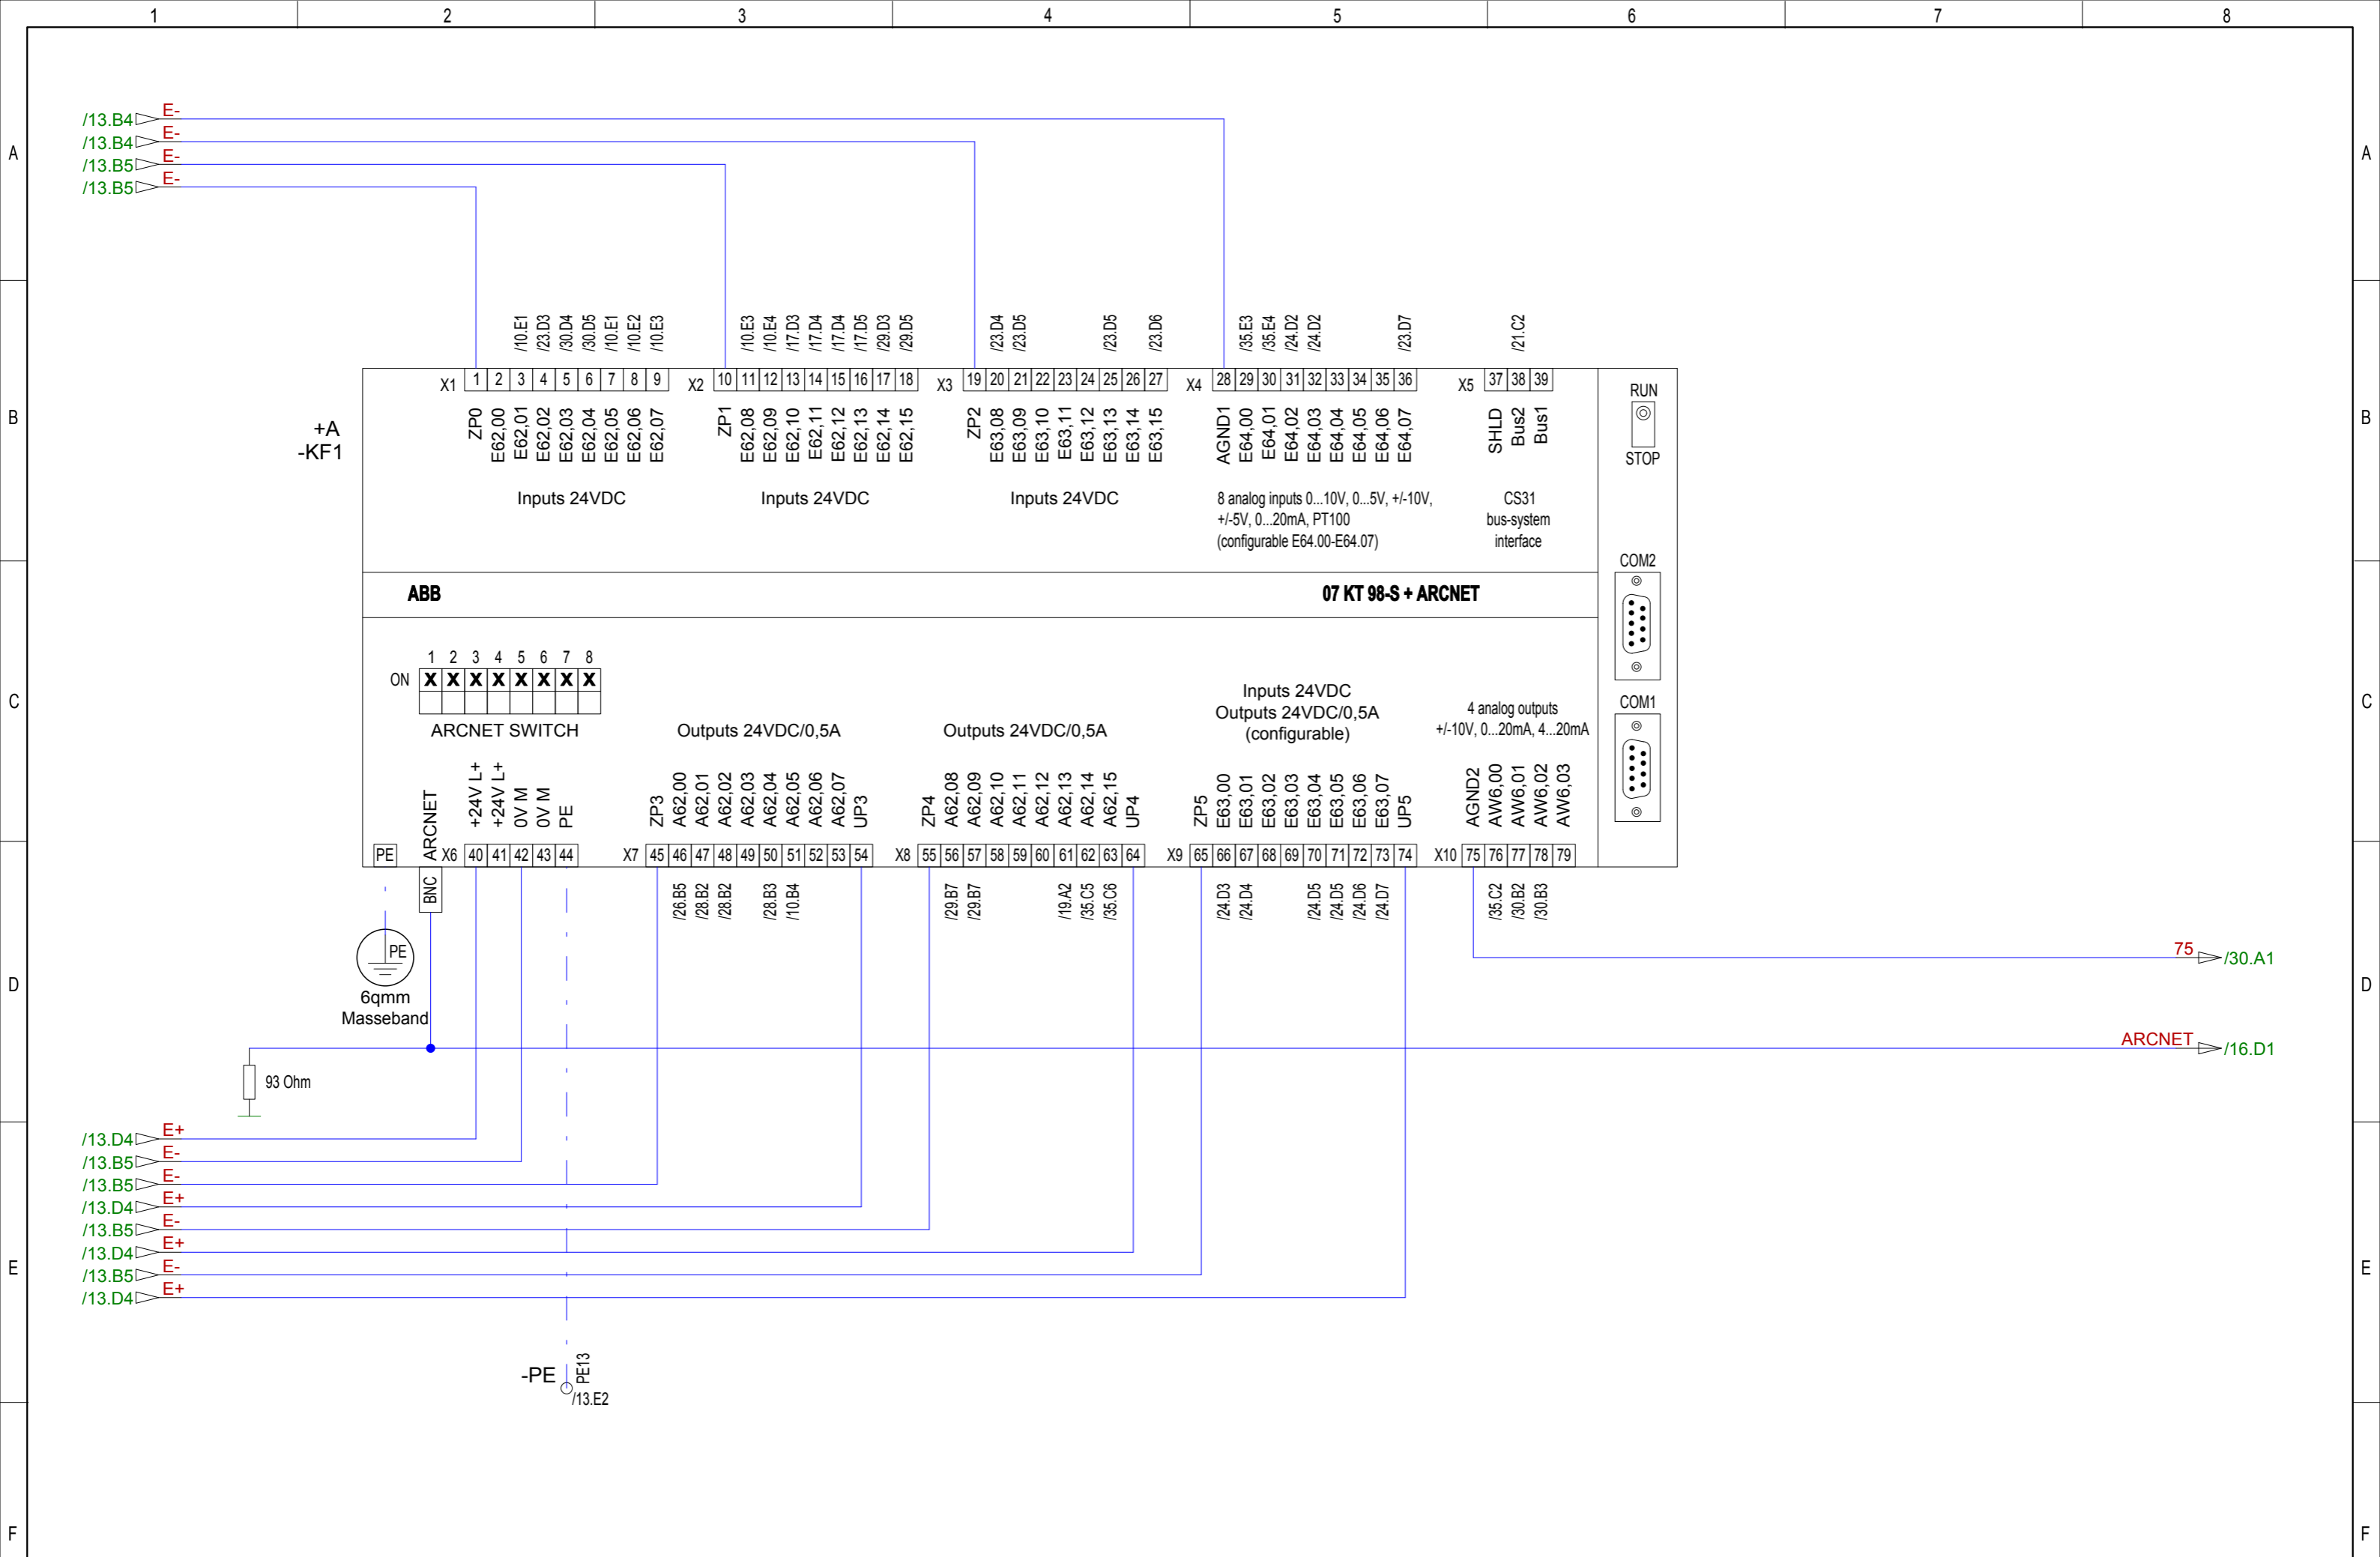 1 2 3 4 5 6 7 8
A A
B B
C C
D D
E E
F F
/13.B4 E-
/13.B4 E-
/13.B5 E-
/13.B5 E-
/10.E1 /23.D3 /30.D4 /30.D5 /10.E1 /10.E2 /10.E3
/10.E3 /10.E4 /17.D3 /17.D4 /17.D4 /17.D5 /29.D3 /29.D5
/23.D4 /23.D5 /23.D5 /23.D6
/35.E3 /35.E4 /24.D2 /24.D2 /23.D7
/21.C2
X1 1 2 3 4 5 6 7 8 9
X2 10 11 12 13 14 15 16 17 18
X3 19 20 21 22 23 24 25 26 27
X4 28 29 30 31 32 33 34 35 36
X5 37 38 39
+A
-KF1
ZP0 E62,00 E62,01 E62,02 E62,03 E62,04 E62,05 E62,06 E62,07
ZP1 E62,08 E62,09 E62,10 E62,11 E62,12 E62,13 E62,14 E62,15
ZP2 E63,08 E63,09 E63,10 E63,11 E63,12 E63,13 E63,14 E63,15
AGND1 E64,00 E64,01 E64,02 E64,03 E64,04 E64,05 E64,06 E64,07
SHLD Bus2 Bus1
RUN
STOP
Inputs 24VDC
Inputs 24VDC
Inputs 24VDC
8 analog inputs 0...10V, 0...5V, +/-10V,
+/-5V, 0...20mA, PT100
(configurable E64.00-E64.07)
CS31
bus-system
interface
COM2
ABB
07 KT 98-S + ARCNET
1 2 3 4 5 6 7 8
ON X X X X X X X X
ARCNET SWITCH
Outputs 24VDC/0,5A
Outputs 24VDC/0,5A
Inputs 24VDC
Outputs 24VDC/0,5A
(configurable)
4 analog outputs
+/-10V, 0...20mA, 4...20mA
COM1
ARCNET
+24V L+ +24V L+ 0V M 0V M PE
ZP3 A62,00 A62,01 A62,02 A62,03 A62,04 A62,05 A62,06 A62,07 UP3
ZP4 A62,08 A62,09 A62,10 A62,11 A62,12 A62,13 A62,14 A62,15 UP4
ZP5 E63,00 E63,01 E63,02 E63,03 E63,04 E63,05 E63,06 E63,07 UP5
AGND2 AW6,00 AW6,01 AW6,02 AW6,03
PE
X6 40 41 42 43 44
X7 45 46 47 48 49 50 51 52 53 54
X8 55 56 57 58 59 60 61 62 63 64
X9 65 66 67 68 69 70 71 72 73 74
X10 75 76 77 78 79
BNC
/26.B5 /28.B2 /28.B2 /28.B3 /10.B4
/29.B7 /29.B7 /19.A2 /35.C5 /35.C6
/24.D3 /24.D4 /24.D5 /24.D5 /24.D6 /24.D7
/35.C2 /30.B2 /30.B3
PE
6qmm
Masseband
75 /30.A1
ARCNET /16.D1
93 Ohm
/13.D4 E+
/13.B5 E-
/13.B5 E-
/13.D4 E+
/13.B5 E-
/13.D4 E+
/13.B5 E-
/13.D4 E+
-PE
PE13
/13.E2